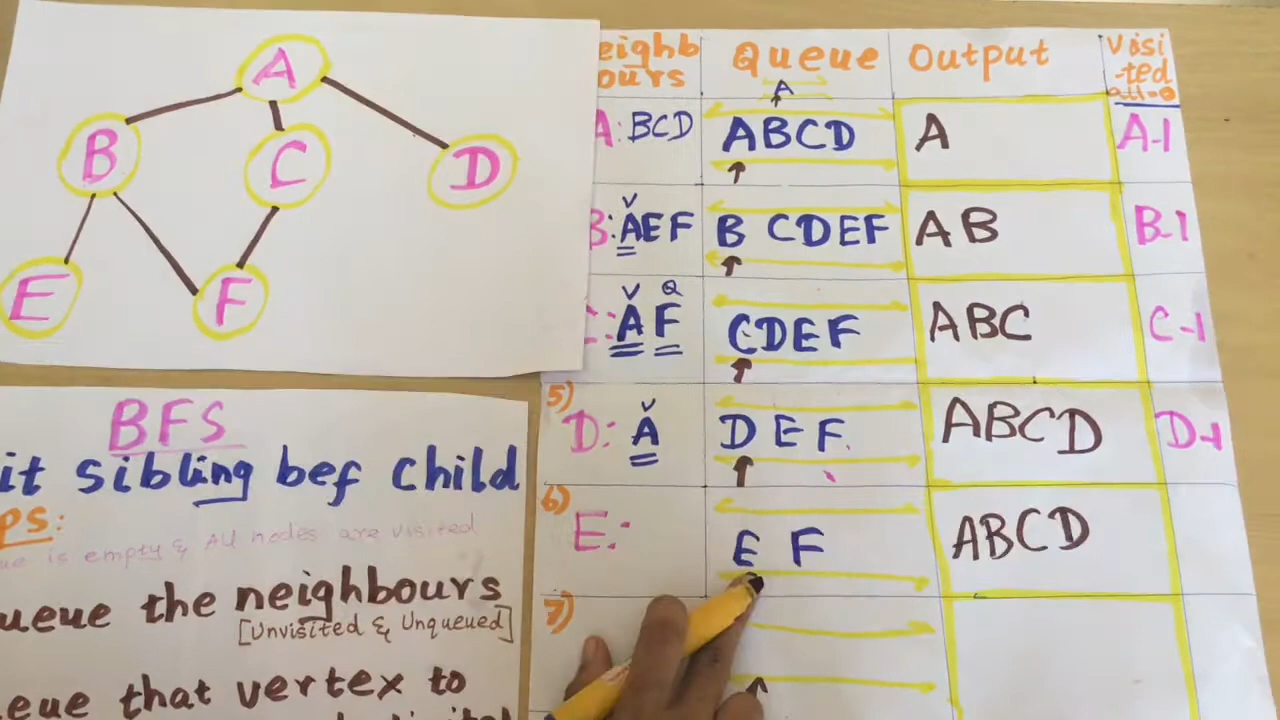 A
B
C
D
E
F
BFS
it sibling bef child
PS:
ue is empty & All nodes are visited
ueue the neighbours
[Unvisited & Unqueued]
eue that vertex to
eighb
ours
Queue
Output
Visi
-ted
all=0
A
A: BCD
ABCD
A
A-1
V
B: AEF
B CDEF
AB
B-1
V Q
C: A F
CDEF
ABC
C-1
5)
V
D: A
D E F
ABCD
D-1
6)
E:
E F
ABCD
7)